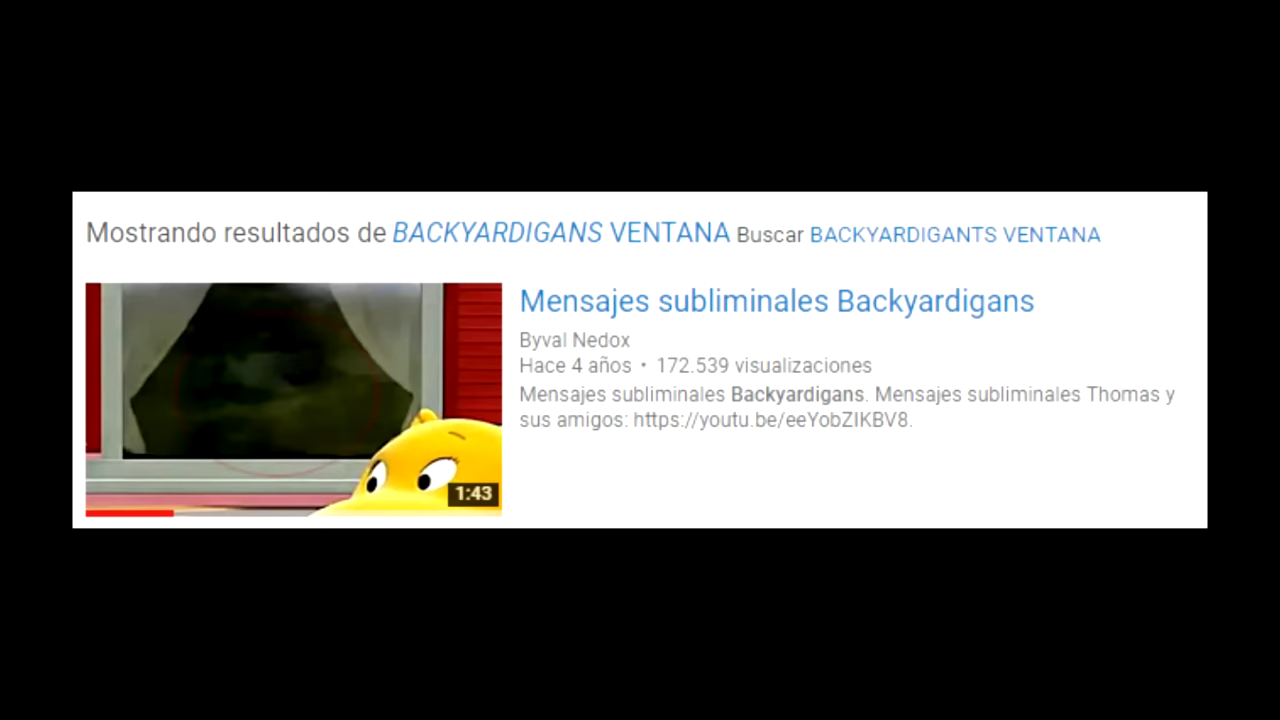 Mostrando resultados de BACKYARDIGANS VENTANA Buscar BACKYARDIGANTS VENTANA
Mensajes subliminales Backyardigans
Byval Nedox
Hace 4 años • 172.539 visualizaciones
Mensajes subliminales Backyardigans. Mensajes subliminales Thomas y
sus amigos: https://youtu.be/eeYobZIKBV8.
1:43